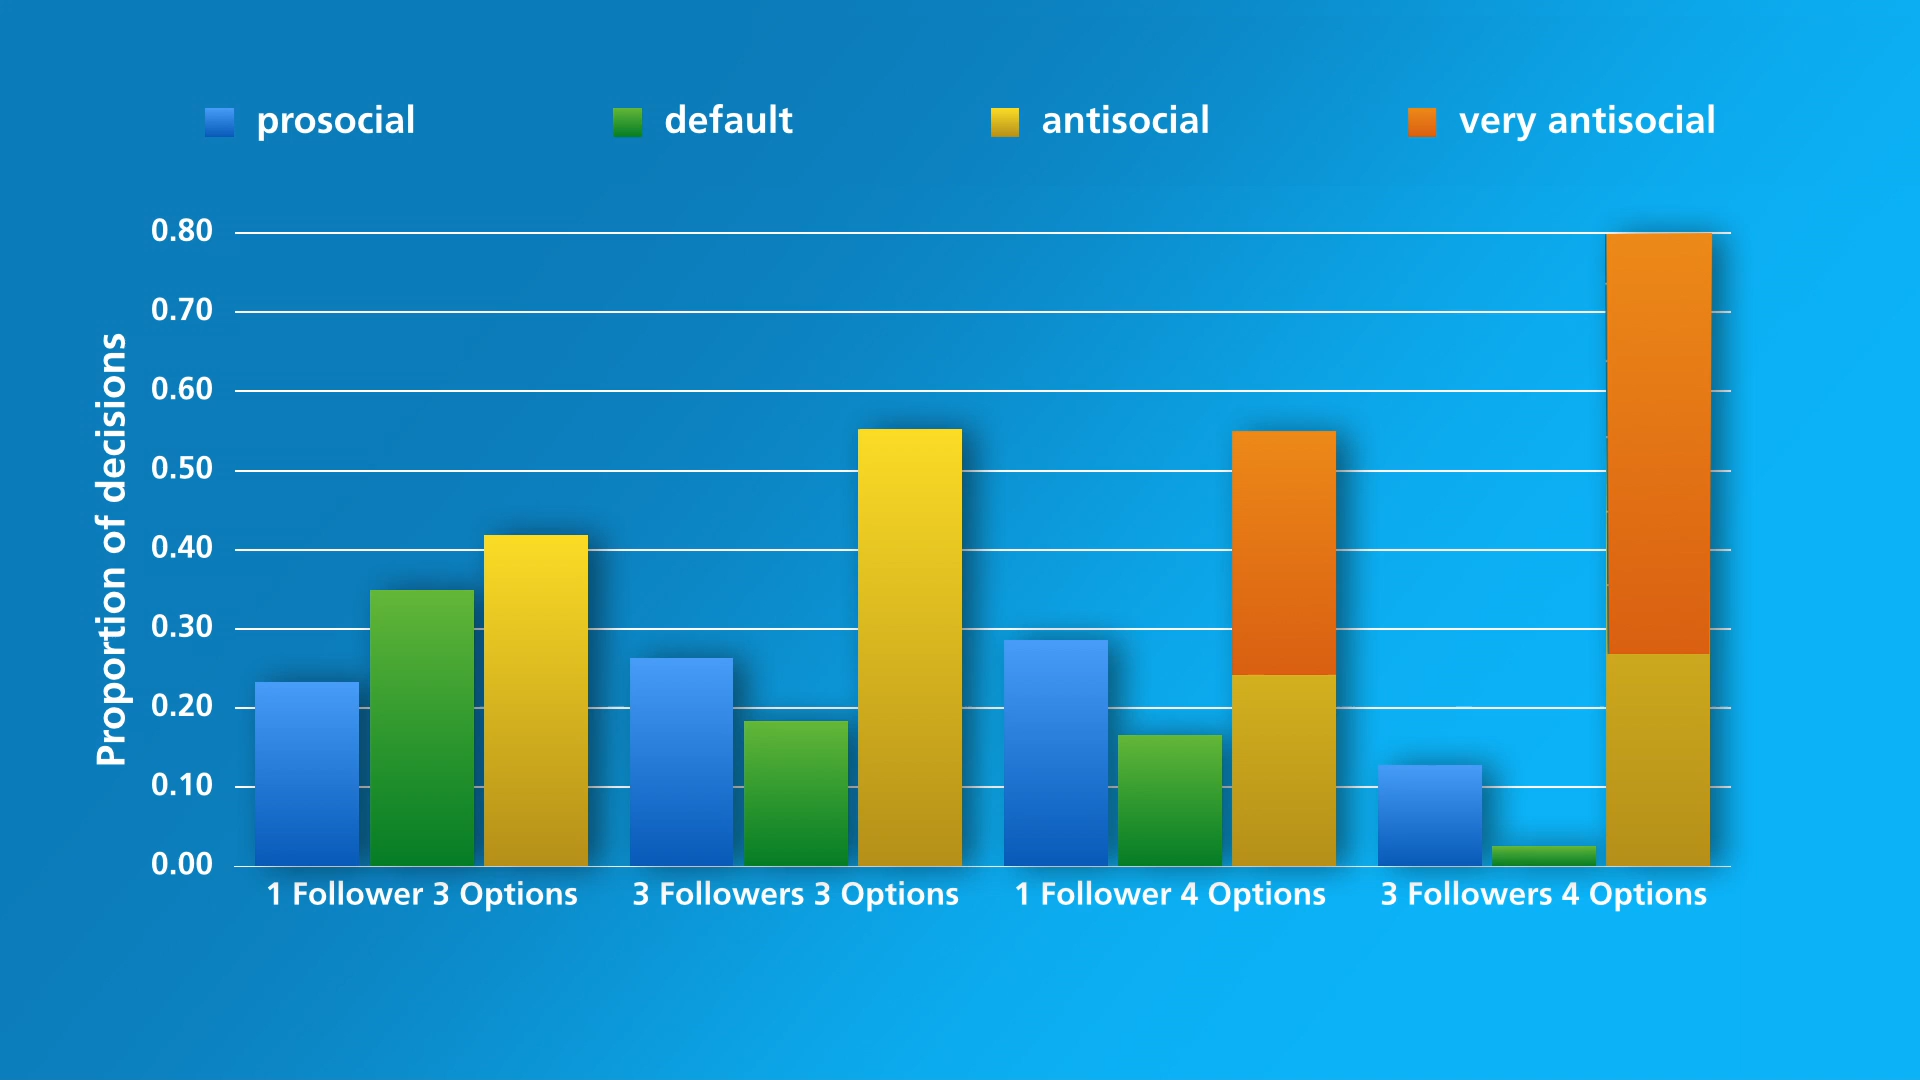 prosocial
default
antisocial
very antisocial
Proportion of decisions
0.80
0.70
0.60
0.50
0.40
0.30
0.20
0.10
0.00
1 Follower 3 Options
3 Followers 3 Options
1 Follower 4 Options
3 Followers 4 Options